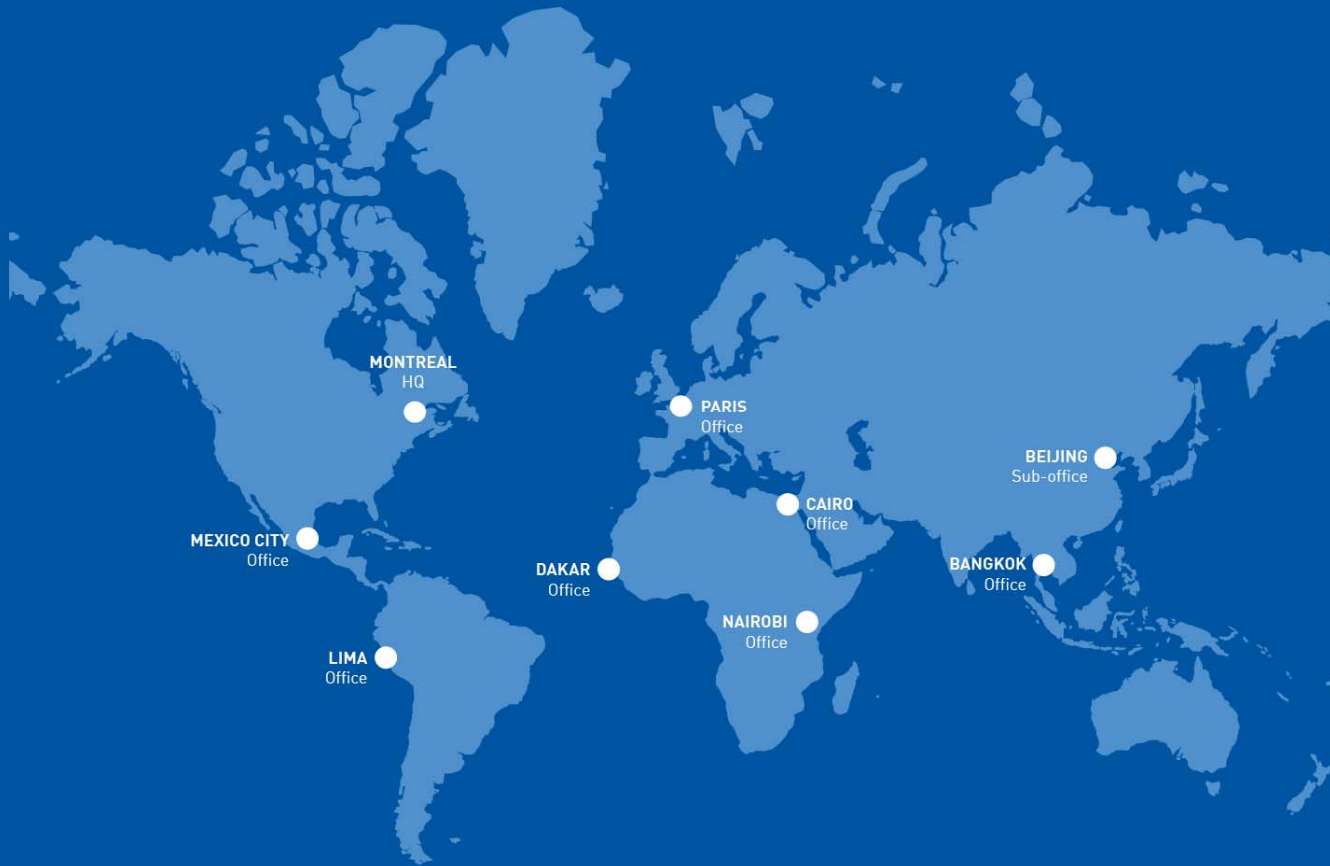 MONTREAL
HQ
PARIS
Office
BEIJING
Sub-office
CAIRO
Office
MEXICO CITY
Office
DAKAR
Office
BANGKOK
Office
NAIROBI
Office
LIMA
Office